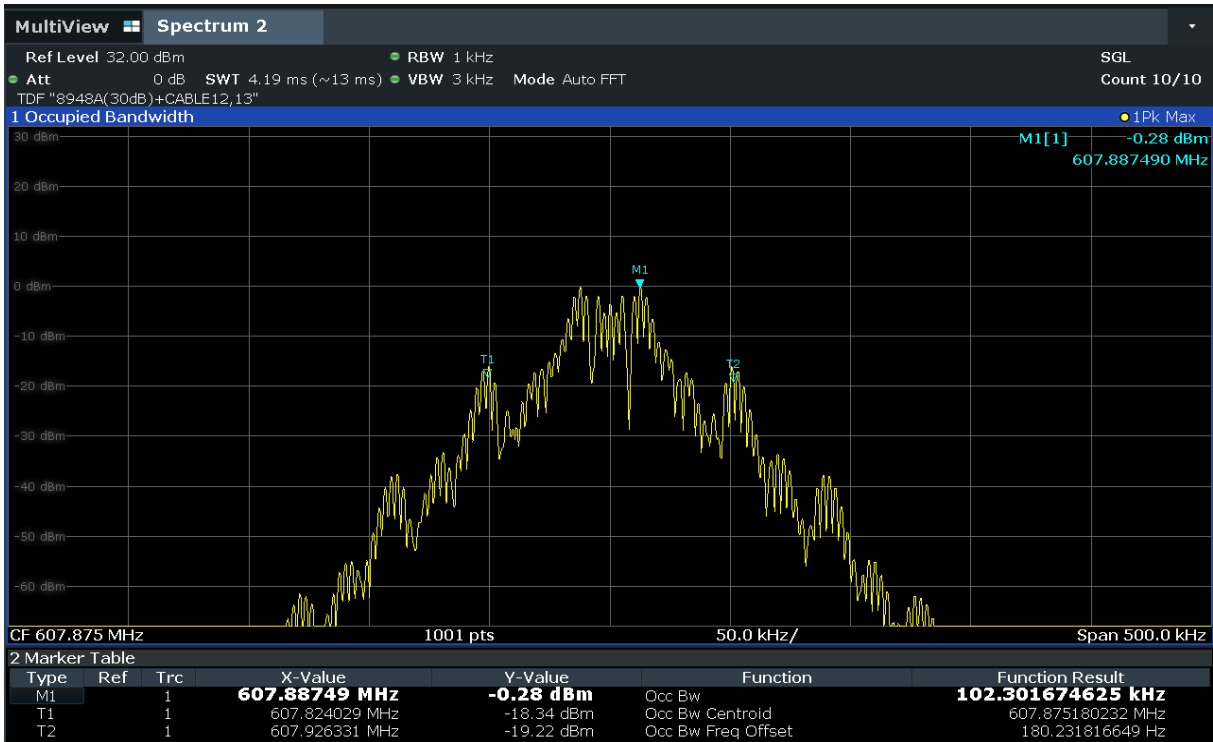 MultiView Spectrum 2
Ref Level 32.00 dBm RBW 1 kHz SGL
Att 0 dB SWT 4.19 ms (~13 ms) VBW 3 kHz Mode Auto FFT Count 10/10
TDF "8948A(30dB)+CABLE12,13"
1 Occupied Bandwidth 1Pk Max
30 dBm M1[1] -0.28 dBm
607.887490 MHz
20 dBm
10 dBm
M1
0 dBm
-10 dBm
T1 T2
-20 dBm
-30 dBm
-40 dBm
-50 dBm
-60 dBm
CF 607.875 MHz 1001 pts 50.0 kHz/ Span 500.0 kHz
2 Marker Table
Type Ref Trc X-Value Y-Value Function Function Result
M1 1 607.88749 MHz -0.28 dBm Occ Bw 102.301674625 kHz
T1 1 607.824029 MHz -18.34 dBm Occ Bw Centroid 607.875180232 MHz
T2 1 607.926331 MHz -19.22 dBm Occ Bw Freq Offset 180.231816649 Hz